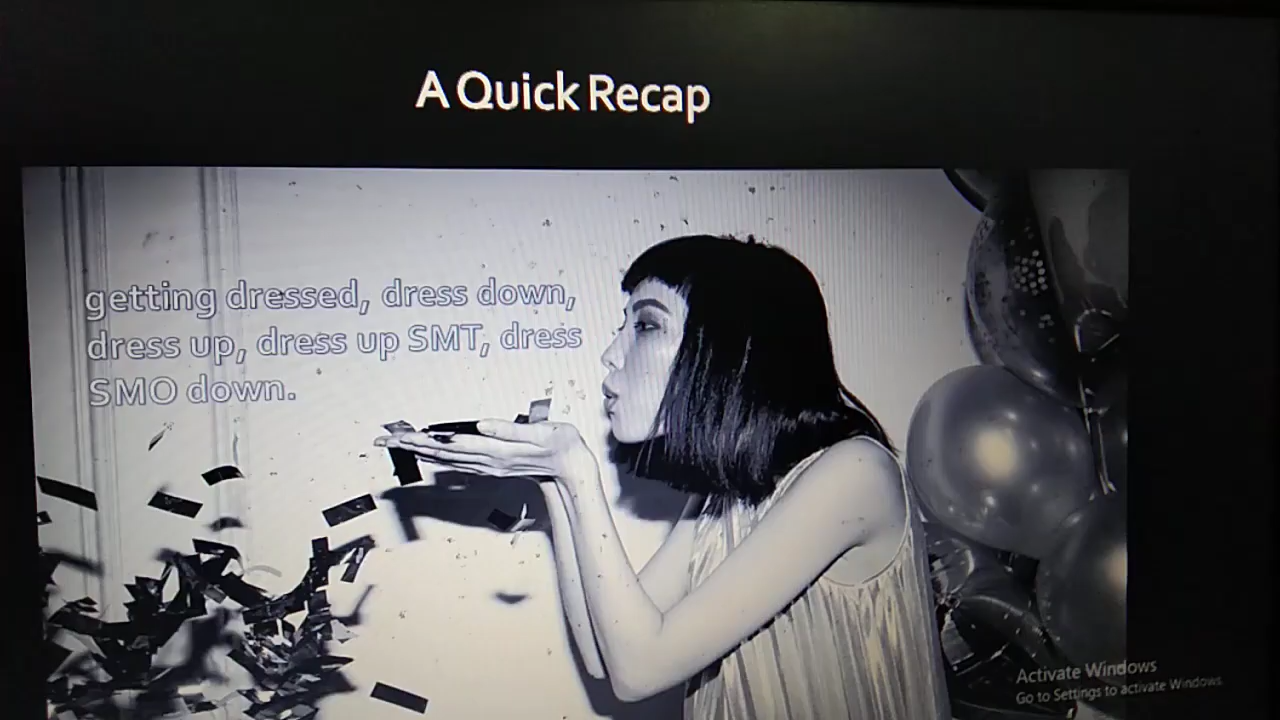 A Quick Recap
getting dressed, dress down,
dress up, dress up SMT, dress
SMO down.
Activate Windows
Go to Settings to activate Windows.